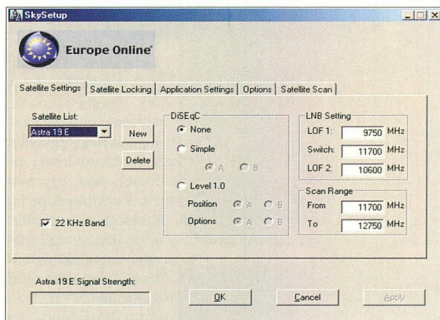 SkySetup
Europe Online
Satellite Settings
Satellite Locking
Application Settings
Options
Satellite Scan
Satellite List:
Astra 19 E
New
Delete
22 KHz Band
DiSEqC
None
Simple
A B
Level 1.0
Position A B
Options A B
LNB Setting
LOF 1: 9750 MHz
Switch: 11700 MHz
LOF 2: 10600 MHz
Scan Range
From 11700 MHz
To 12750 MHz
Astra 19 E Signal Strength:
OK
Cancel
Apply